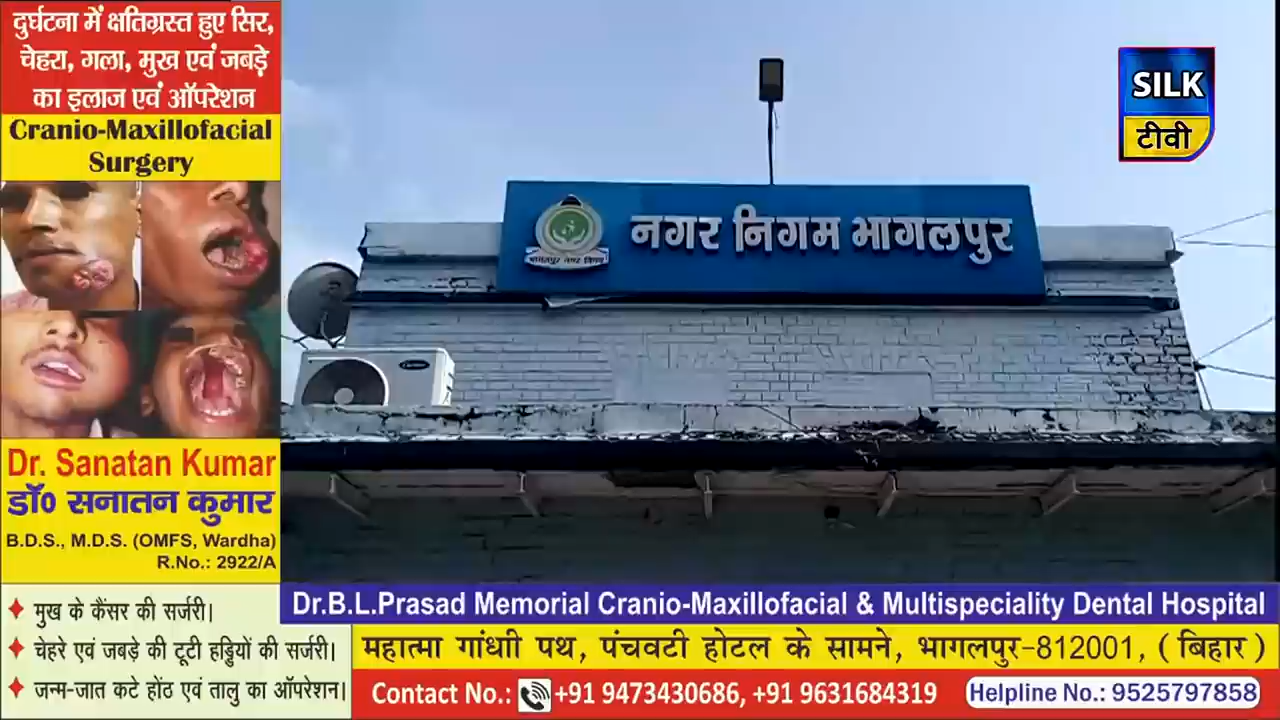 दुर्घटना में क्षतिग्रस्त हुए सिर,
चेहरा, गला, मुख एवं जबड़े
का इलाज एवं ऑपरेशन
Cranio-Maxillofacial
Surgery
Dr. Sanatan Kumar
डॉ० सनातन कुमार
B.D.S., M.D.S. (OMFS, Wardha)
R.No.: 2922/A
♦ मुख के कैंसर की सर्जरी।
♦ चेहरे एवं जबड़े की टूटी हड्डियों की सर्जरी।
♦ जन्म-जात कटे होंठ एवं तालु का ऑपरेशन।
SILK
टीवी
नगर निगम भागलपुर
भागलपुर नगर निगम
Dr.B.L.Prasad Memorial Cranio-Maxillofacial & Multispeciality Dental Hospital
महात्मा गांधाी पथ, पंचवटी होटल के सामने, भागलपुर-812001, ( बिहार )
Contact No.: +91 9473430686, +91 9631684319
Helpline No.: 9525797858